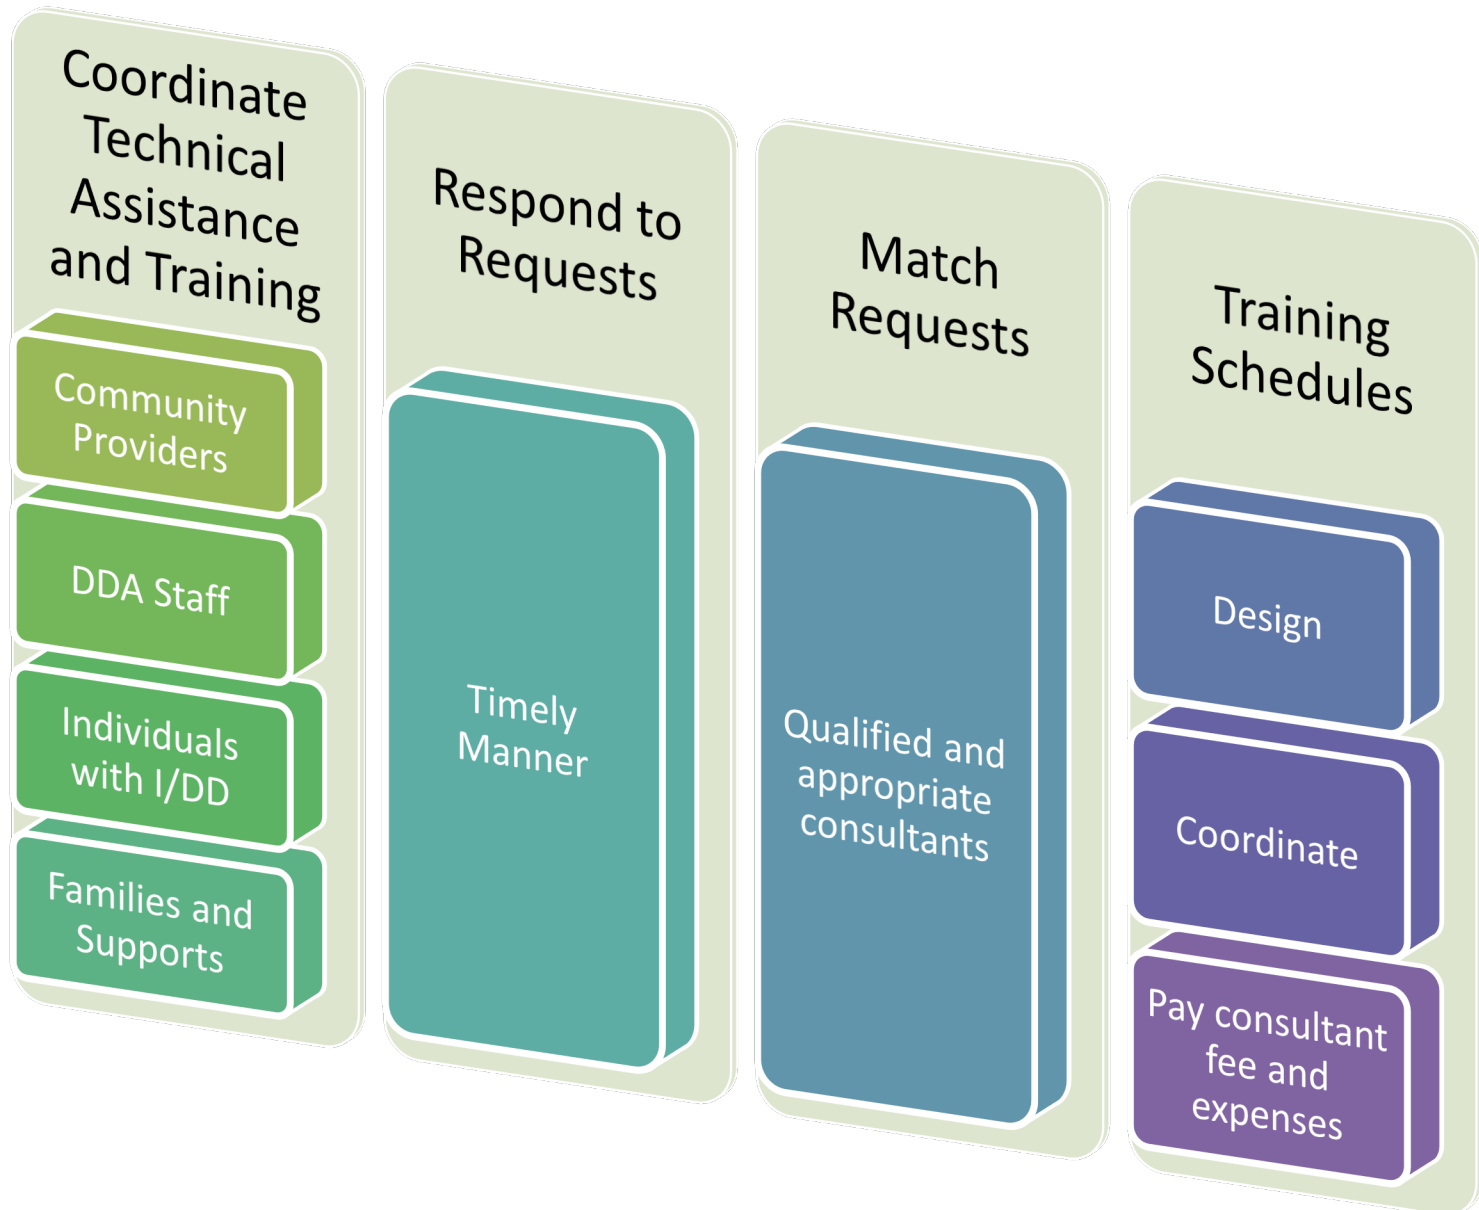 Coordinate
Technical
Assistance
and Training
Community
Providers
DDA Staff
Individuals
with I/DD
Families and
Supports
Respond to
Requests
Timely
Manner
Match
Requests
Qualified and
appropriate
consultants
Training
Schedules
Design
Coordinate
Pay consultant
fee and
expenses